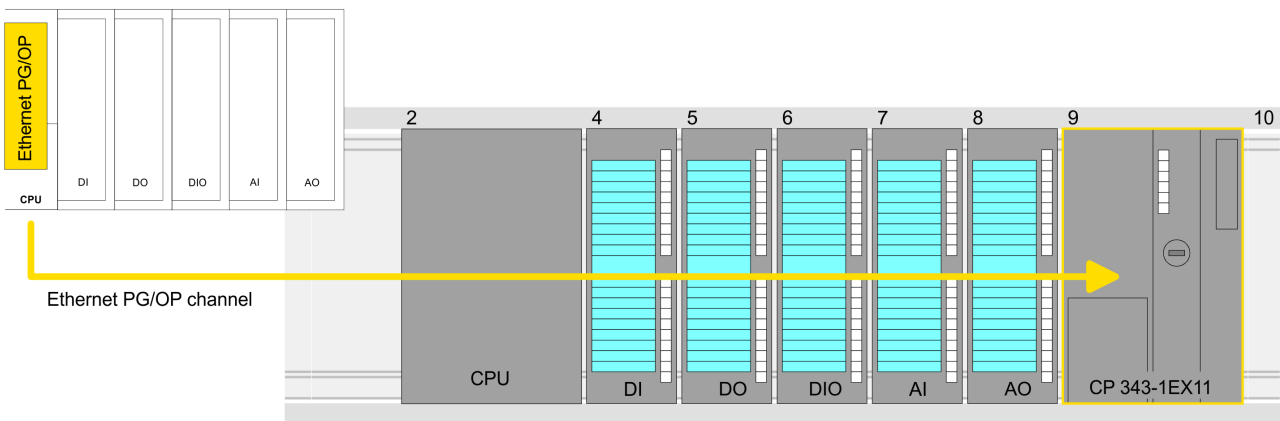 Ethernet PG/OP
CPU
DI
DO
DIO
AI
AO
2
4
5
6
7
8
9
10
Ethernet PG/OP channel
CPU
DI
DO
DIO
AI
AO
CP 343-1EX11